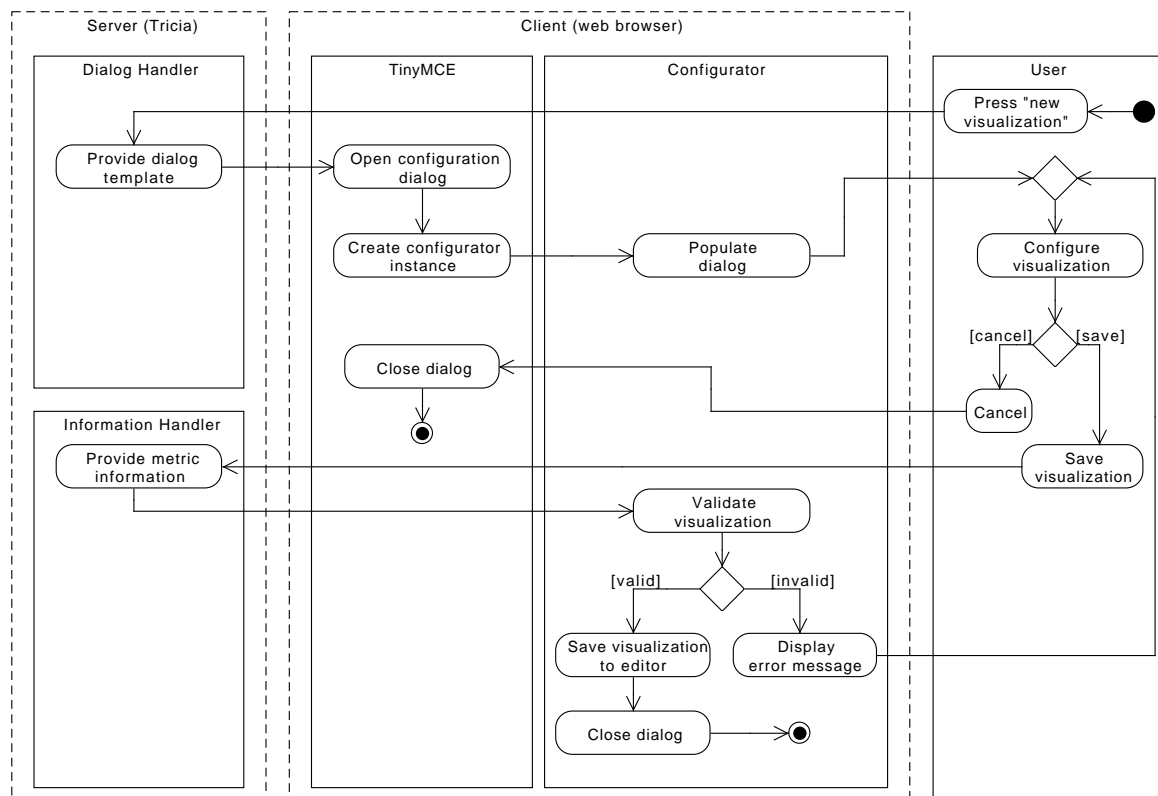 Server (Tricia)
Client (web browser)
Dialog Handler
TinyMCE
Configurator
User
Press "new
visualization"
Provide dialog
template
Open configuration
dialog
Create configurator
instance
Populate
dialog
Configure
visualization
[cancel]
[save]
Close dialog
Cancel
Information Handler
Provide metric
information
Save
visualization
Validate
visualization
[valid]
[invalid]
Save visualization
to editor
Display
error message
Close dialog